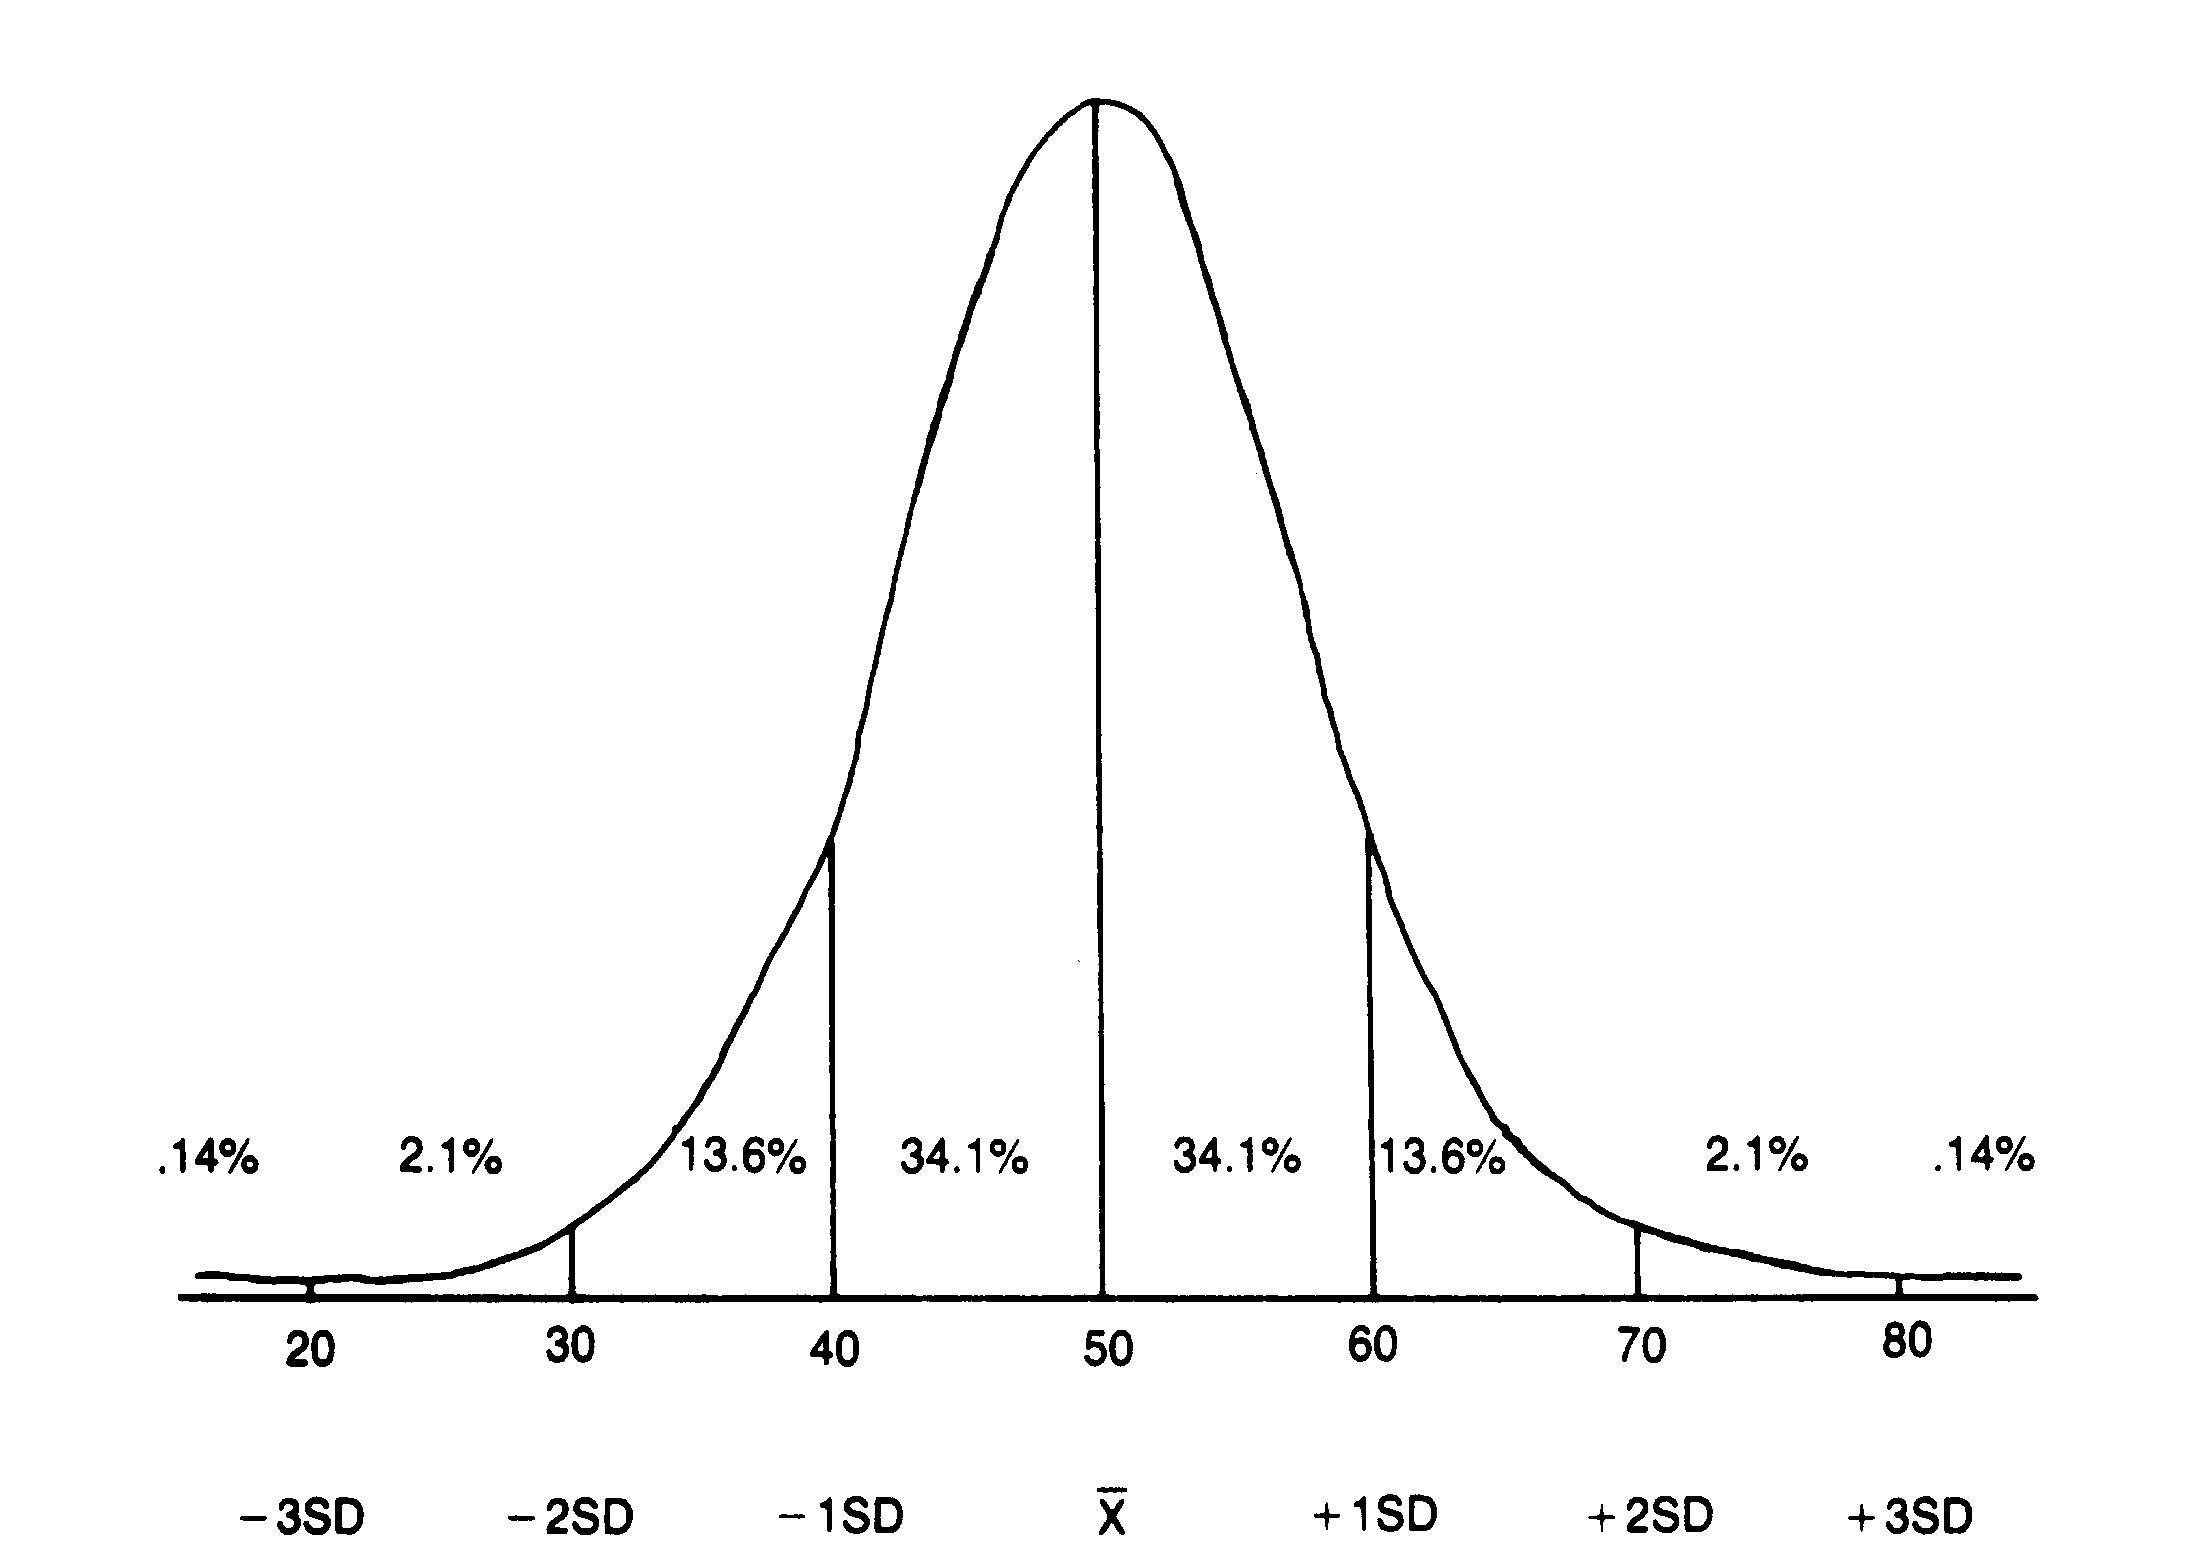 .14% 2.1% 13.6% 34.1% 34.1% 13.6% 2.1% .14%
20 30 40 50 60 70 80
−3SD −2SD −1SD X̅ +1SD +2SD +3SD